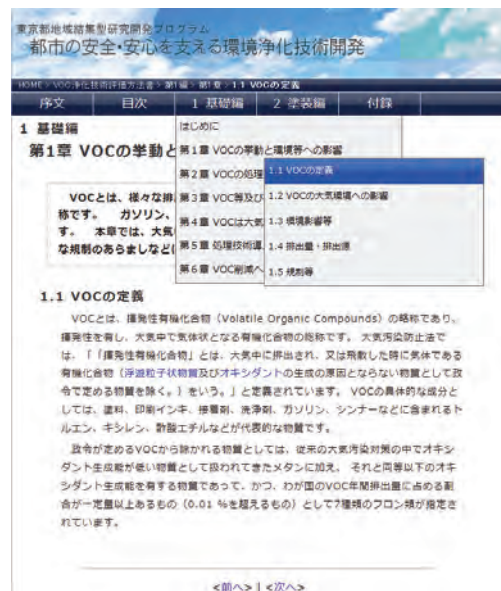 東京都地域結集型研究開発プログラム
都市の安全・安心を支える環境浄化技術開発
HOME > VOC浄化技術評価方法書 > 第1編 > 第1章 > 1.1 VOCの定義
序文 目次 1 基礎編 2 塗装編 付録
1 基礎編
第1章 VOCの挙動と
はじめに
第1章 VOCの挙動と環境等への影響
第2章 VOCの処理
第3章 VOC等及び
第4章 VOCは大気
第5章 処理技術導
第6章 VOC削減へ
1.1 VOCの定義
1.2 VOCの大気環境への影響
1.3 環境影響等
1.4 排出量・排出源
1.5 規制等
VOCとは、様々な排
称です。 ガソリン、
す。 本章では、大気
な規制のあらましなどに
1.1 VOCの定義
VOCとは、揮発性有機化合物（Volatile Organic Compounds）の略称であり、
揮発性を有し、大気中で気体状となる有機化合物の総称です。 大気汚染防止法で
は、「「揮発性有機化合物」とは、大気中に排出され、又は飛散した時に気体である
有機化合物（浮遊粒子状物質及びオキシダントの生成の原因とならない物質として政
令で定める物質を除く。）をいう。」と定義されています。 VOCの具体的な成分と
しては、塗料、印刷インキ、接着剤、洗浄剤、ガソリン、シンナーなどに含まれるト
ルエン、キシレン、酢酸エチルなどが代表的な物質です。
政令が定めるVOCから除かれる物質としては、従来の大気汚染対策の中でオキシ
ダント生成能が低い物質として扱われてきたメタンに加え、 それと同等以下のオキ
シダント生成能を有する物質であって、かつ、わが国のVOC年間排出量に占める割
合が一定量以上あるもの（0.01 %を超えるもの）として7種類のフロン類が指定さ
れています。
<前へ> | <次へ>